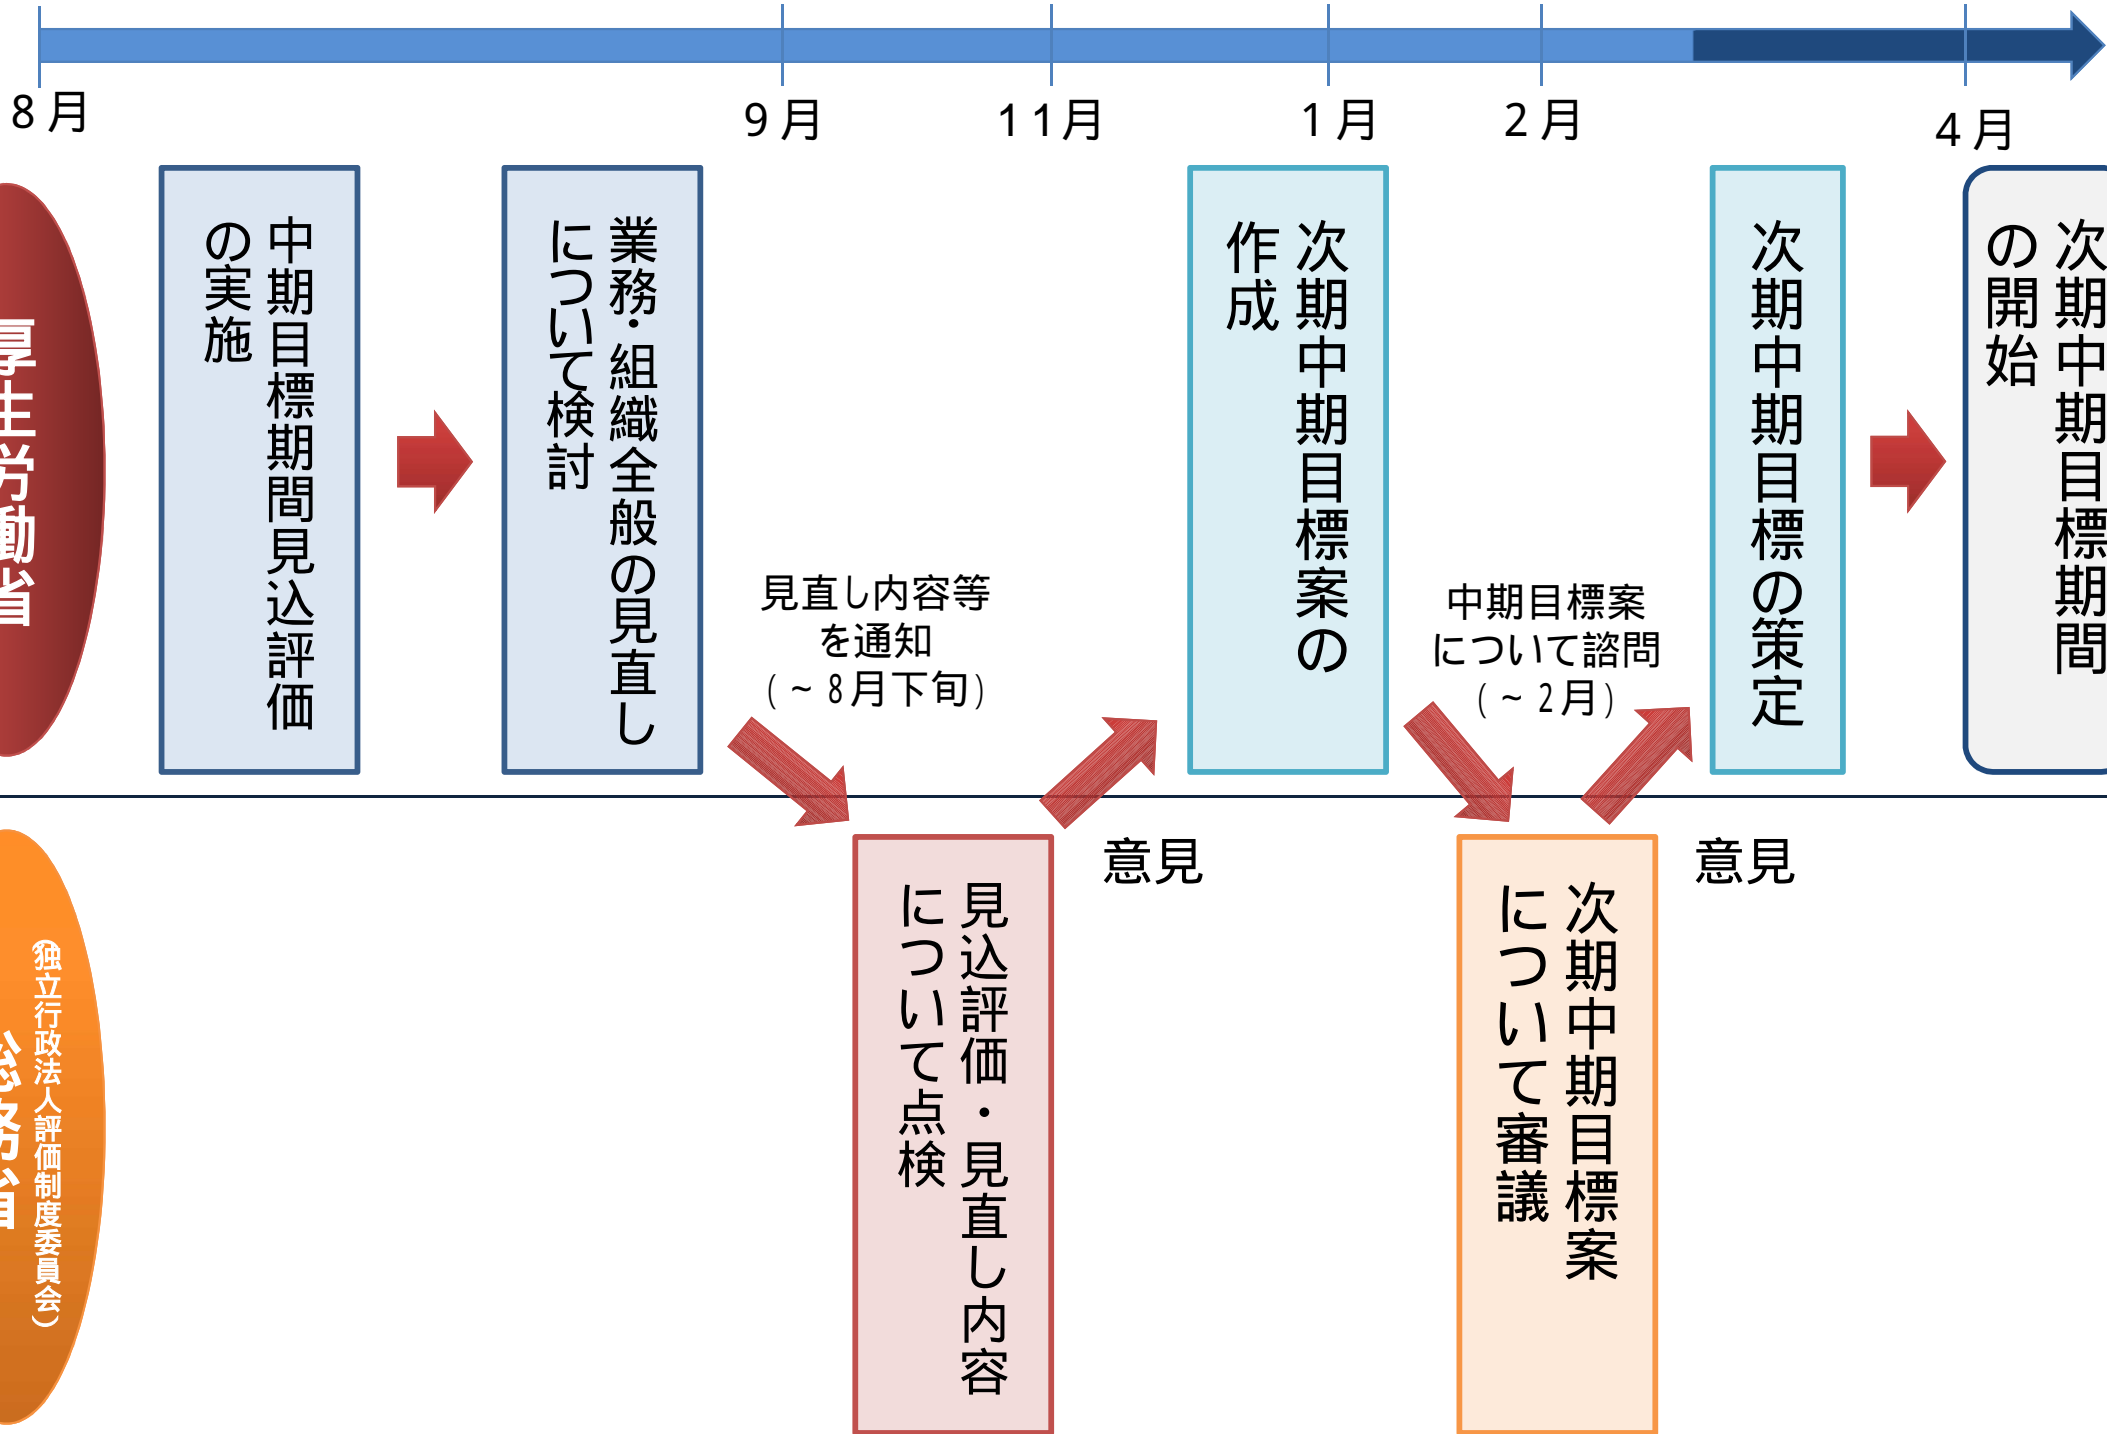 8月
9月
11月
1月
2月
4月
厚生労働省
中期目標期間見込評価
の実施
業務・組織全般の見直し
について検討
見直し内容等
を通知
(~8月下旬)
次期中期目標案の
作成
中期目標案
について諮問
(~2月)
次期中期目標の策定
次期中期目標期間
の開始
(独立行政法人評価制度委員会)
総務省
見込評価・見直し内容
について点検
意見
次期中期目標案
について審議
意見